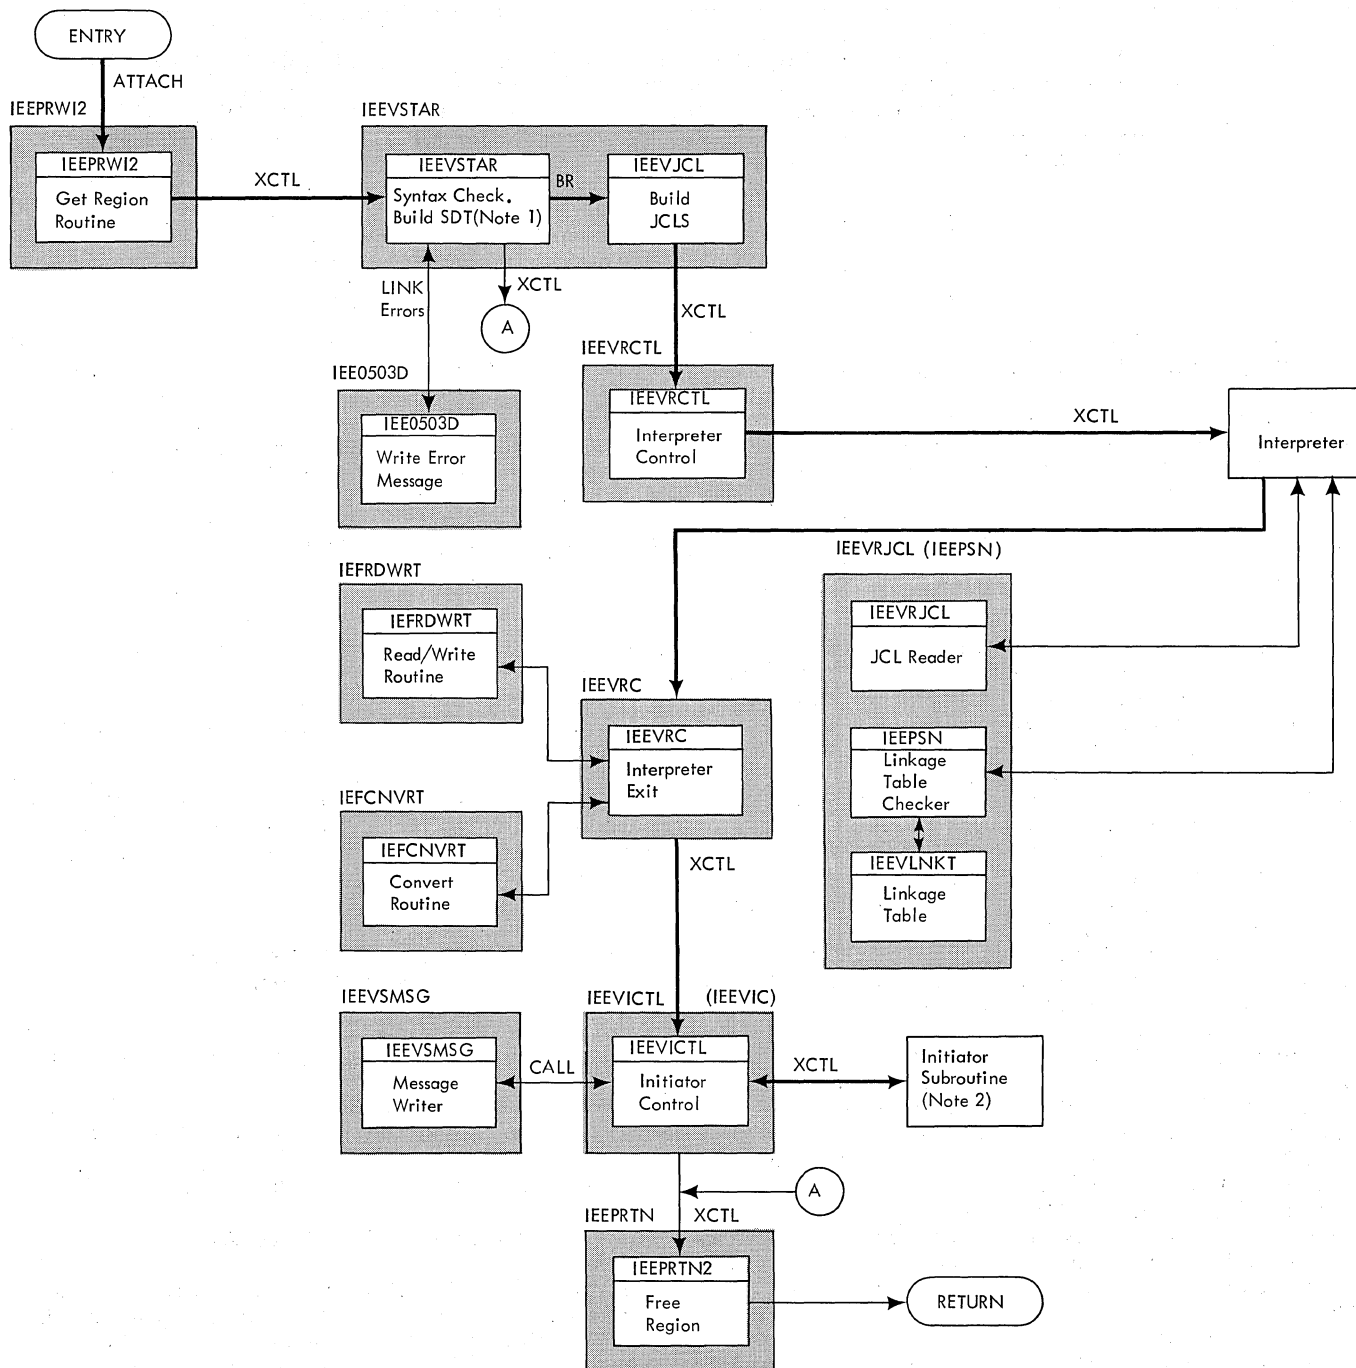 ENTRY
ATTACH
IEEPRWI2
IEEPRWI2
Get Region
Routine
XCTL
IEEVSTAR
IEEVSTAR
Syntax Check.
Build SDT(Note 1)
BR
IEEVJCL
Build
JCLS
LINK
Errors
XCTL
A
XCTL
IEE0503D
IEE0503D
Write Error
Message
IEEVRCTL
IEEVRCTL
Interpreter
Control
XCTL
Interpreter
IEEVRJCL (IEEPSN)
IEEVRJCL
JCL Reader
IEEPSN
Linkage
Table
Checker
IEEVLNKT
Linkage
Table
IEFRDWRT
IEFRDWRT
Read/Write
Routine
IEEVRC
IEEVRC
Interpreter
Exit
IEFCNVRT
IEFCNVRT
Convert
Routine
XCTL
IEEVSMSG
IEEVSMSG
Message
Writer
CALL
IEEVICTL (IEEVIC)
IEEVICTL
Initiator
Control
XCTL
Initiator
Subroutine
(Note 2)
A
XCTL
IEEPRTN
IEEPRTN2
Free
Region
RETURN